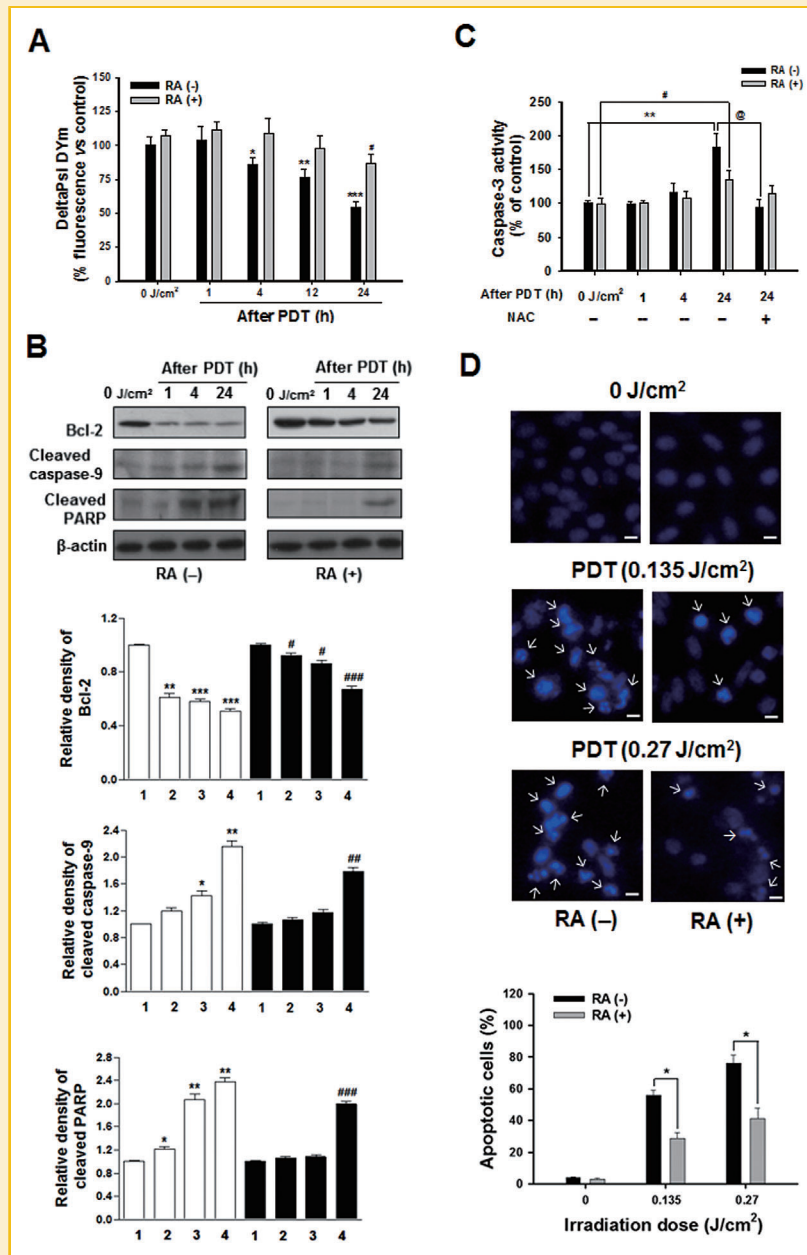 A
DeltaPsi DYm
(% fluorescence vs control)
150
125
100
75
50
25
0
RA (-)
RA (+)
*
**
***
#
0 J/cm²
1
4
12
24
After PDT (h)
B
After PDT (h)
0 J/cm² 1 4 24
After PDT (h)
0 J/cm² 1 4 24
Bcl-2
Cleaved
caspase-9
Cleaved
PARP
β-actin
RA (–)
RA (+)
Relative density of
Bcl-2
1.2
0.8
0.4
0.0
** *** *** # # ###
1 2 3 4 1 2 3 4
Relative density of
cleaved caspase-9
2.4
2.0
1.6
1.2
0.8
0.4
0.0
* ** ##
1 2 3 4 1 2 3 4
Relative density of
cleaved PARP
2.8
2.4
2.0
1.6
1.2
0.8
0.4
0.0
* ** ** ###
1 2 3 4 1 2 3 4
C
RA (-)
RA (+)
Caspase-3 activity
(% of control)
250
200
150
100
50
0
#
**
@
After PDT (h) 0 J/cm² 1 4 24 24
NAC – – – – +
D
0 J/cm²
PDT (0.135 J/cm²)
PDT (0.27 J/cm²)
RA (–)
RA (+)
Apoptotic cells (%)
120
100
80
60
40
20
0
RA (-)
RA (+)
*
*
0 0.135 0.27
Irradiation dose (J/cm²)